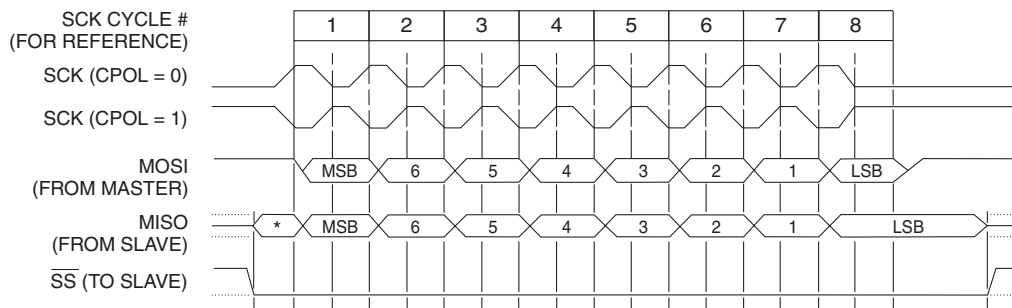 SCK CYCLE #
(FOR REFERENCE)
1 2 3 4 5 6 7 8
SCK (CPOL = 0)
SCK (CPOL = 1)
MOSI
(FROM MASTER)
MSB 6 5 4 3 2 1 LSB
MISO
(FROM SLAVE)
* MSB 6 5 4 3 2 1 LSB
SS (TO SLAVE)